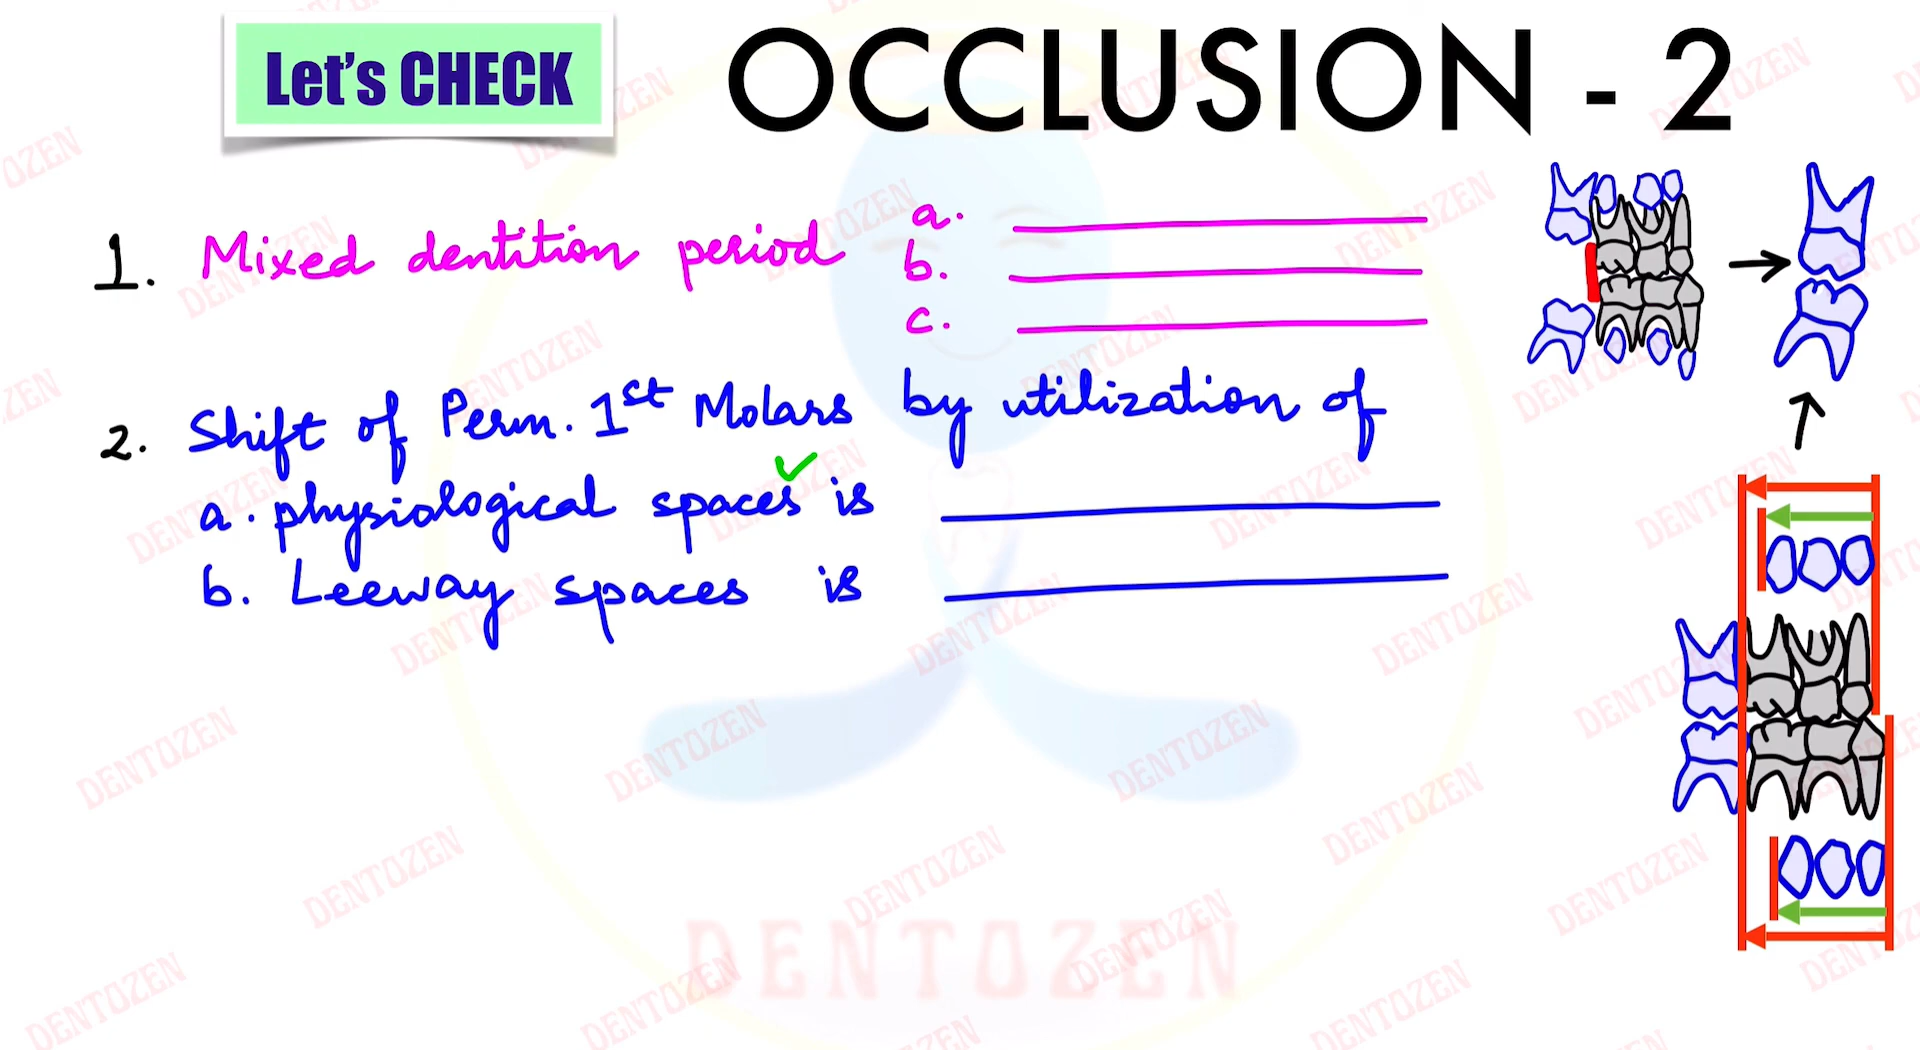 Let's CHECK
OCCLUSION - 2
1. Mixed dentition period
a.
b.
c.
2. Shift of Perm. 1st Molars by utilization of
a. physiological spaces is
b. Leeway spaces is
DENTOZEN